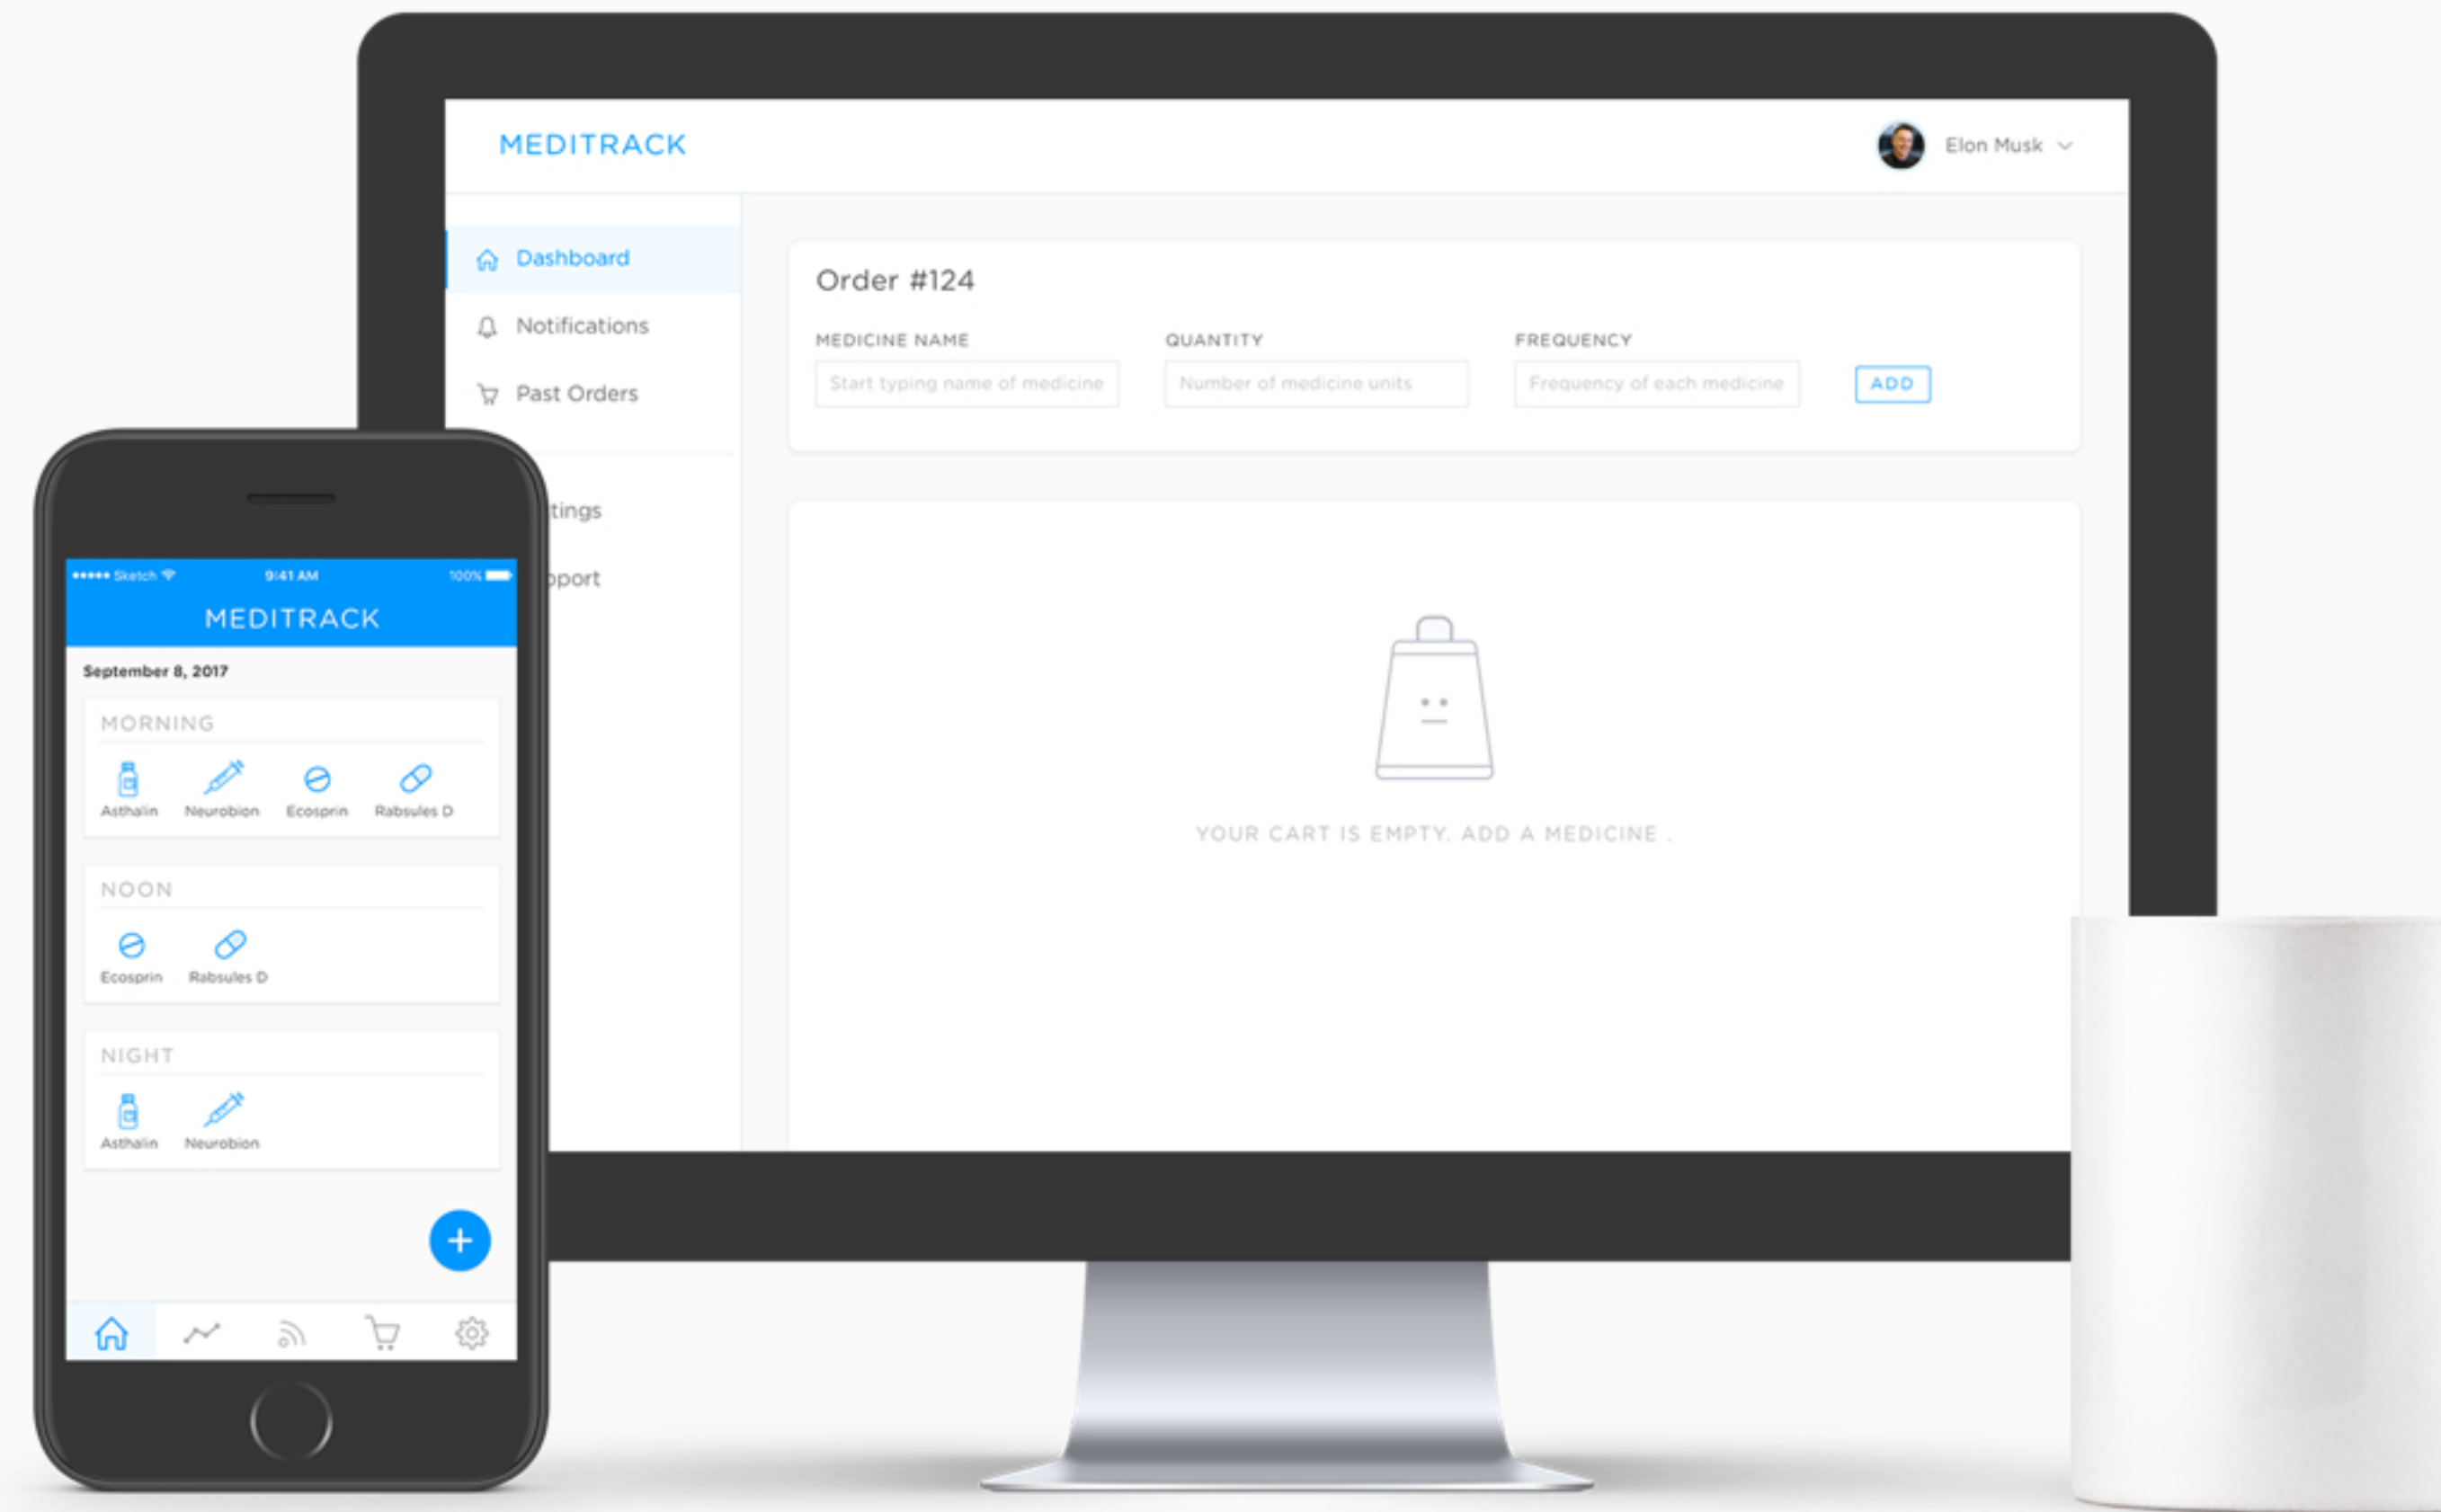 MEDITRACK
Elon Musk
Dashboard
Notifications
Past Orders
tings
pport
Order #124
MEDICINE NAME QUANTITY FREQUENCY
Start typing name of medicine Number of medicine units Frequency of each medicine ADD
YOUR CART IS EMPTY. ADD A MEDICINE .
Sketch 9:41 AM 100%
MEDITRACK
September 8, 2017
MORNING
Asthalin Neurobion Ecosprin Rabsules D
NOON
Ecosprin Rabsules D
NIGHT
Asthalin Neurobion